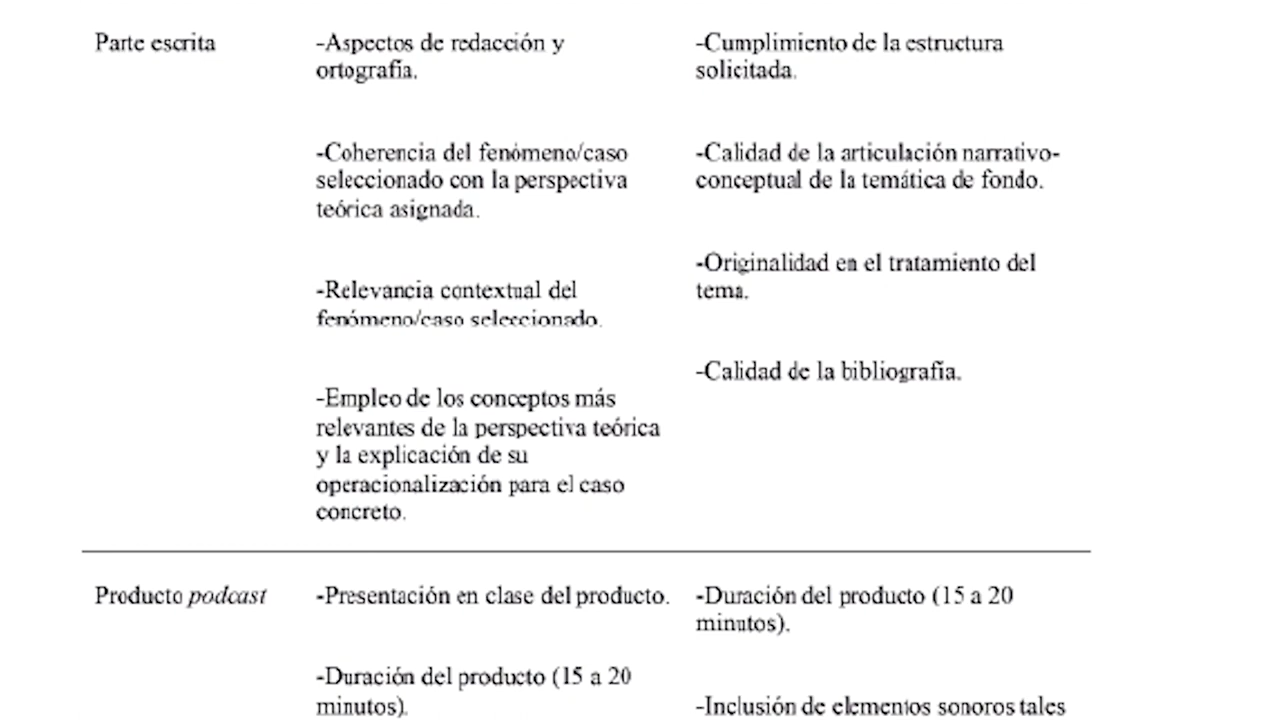 Parte escrita
-Aspectos de redacción y
ortografía.
-Coherencia del fenómeno/caso
seleccionado con la perspectiva
teórica asignada.
-Relevancia contextual del
fenómeno/caso seleccionado.
-Empleo de los conceptos más
relevantes de la perspectiva teórica
y la explicación de su
operacionalización para el caso
concreto.
-Cumplimiento de la estructura
solicitada.
-Calidad de la articulación narrativo-
conceptual de la temática de fondo.
-Originalidad en el tratamiento del
tema.
-Calidad de la bibliografía.
Producto podcast
-Presentación en clase del producto.
-Duración del producto (15 a 20
minutos).
-Duración del producto (15 a 20
minutos).
-Inclusión de elementos sonoros tales